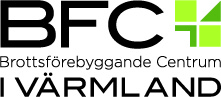 BFC
Brottsförebyggande Centrum
I VÄRMLAND